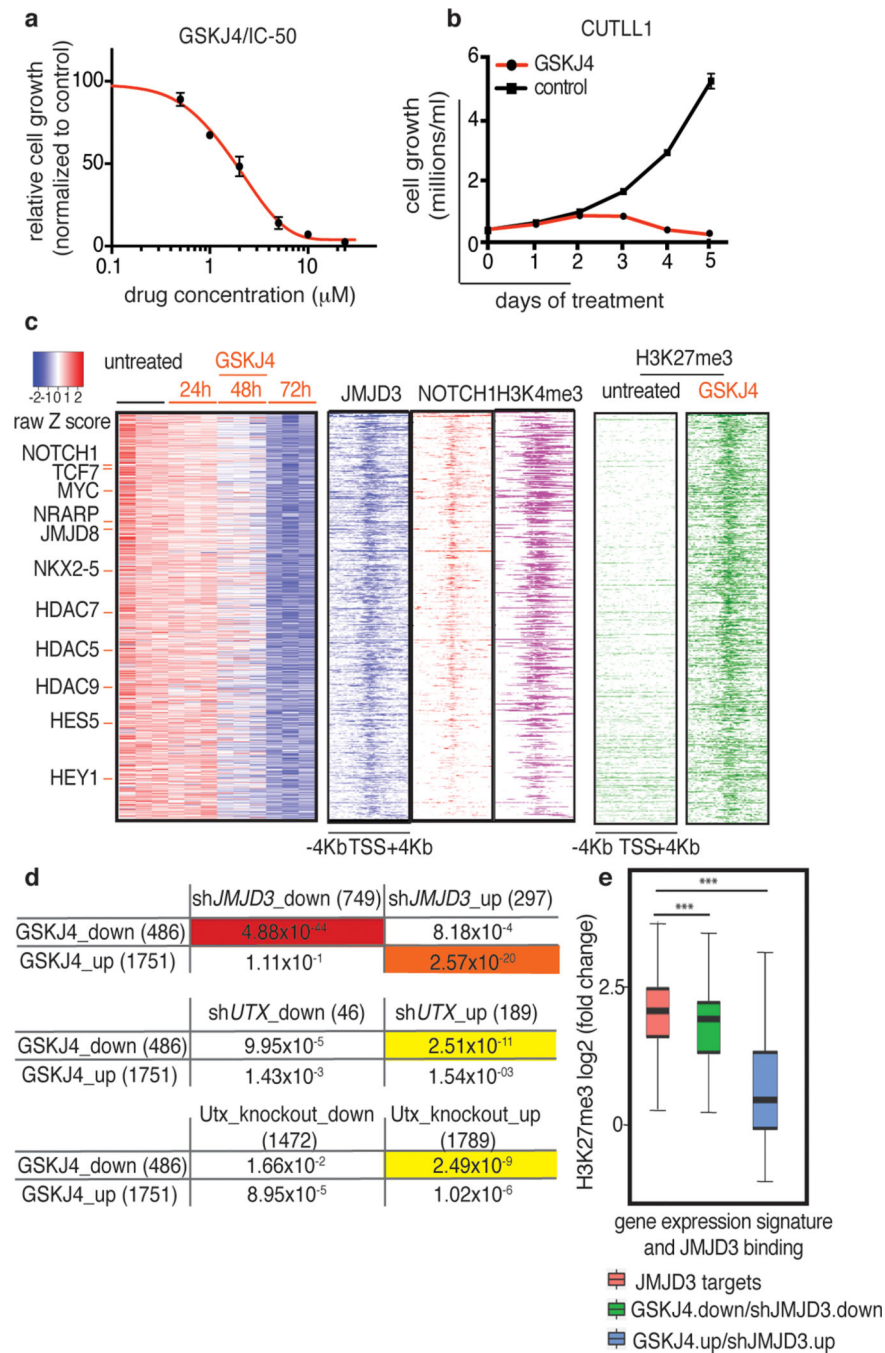 a
GSKJ4/IC-50
relative cell growth
(normalized to control)
100
50
0
0.1
1
10
drug concentration (μM)
b
CUTLL1
GSKJ4
control
cell growth
(millions/ml)
6
4
2
0
0 1 2 3 4 5
days of treatment
c
-2-1 0 1 2
raw Z score
untreated
GSKJ4
24h 48h 72h
NOTCH1
TCF7
MYC
NRARP
JMJD8
NKX2-5
HDAC7
HDAC5
HDAC9
HES5
HEY1
JMJD3 NOTCH1 H3K4me3
H3K27me3
untreated GSKJ4
-4KbTSS+4Kb
-4Kb TSS+4Kb
d
shJMJD3_down (749) shJMJD3_up (297)
GSKJ4_down (486) 4.88x10-44 8.18x10-4
GSKJ4_up (1751) 1.11x10-1 2.57x10-20
shUTX_down (46) shUTX_up (189)
GSKJ4_down (486) 9.95x10-5 2.51x10-11
GSKJ4_up (1751) 1.43x10-3 1.54x10-03
Utx_knockout_down Utx_knockout_up
(1472) (1789)
GSKJ4_down (486) 1.66x10-2 2.49x10-9
GSKJ4_up (1751) 8.95x10-5 1.02x10-6
e
***
***
H3K27me3 log2 (fold change)
2.5
0
gene expression signature
and JMJD3 binding
JMJD3 targets
GSKJ4.down/shJMJD3.down
GSKJ4.up/shJMJD3.up